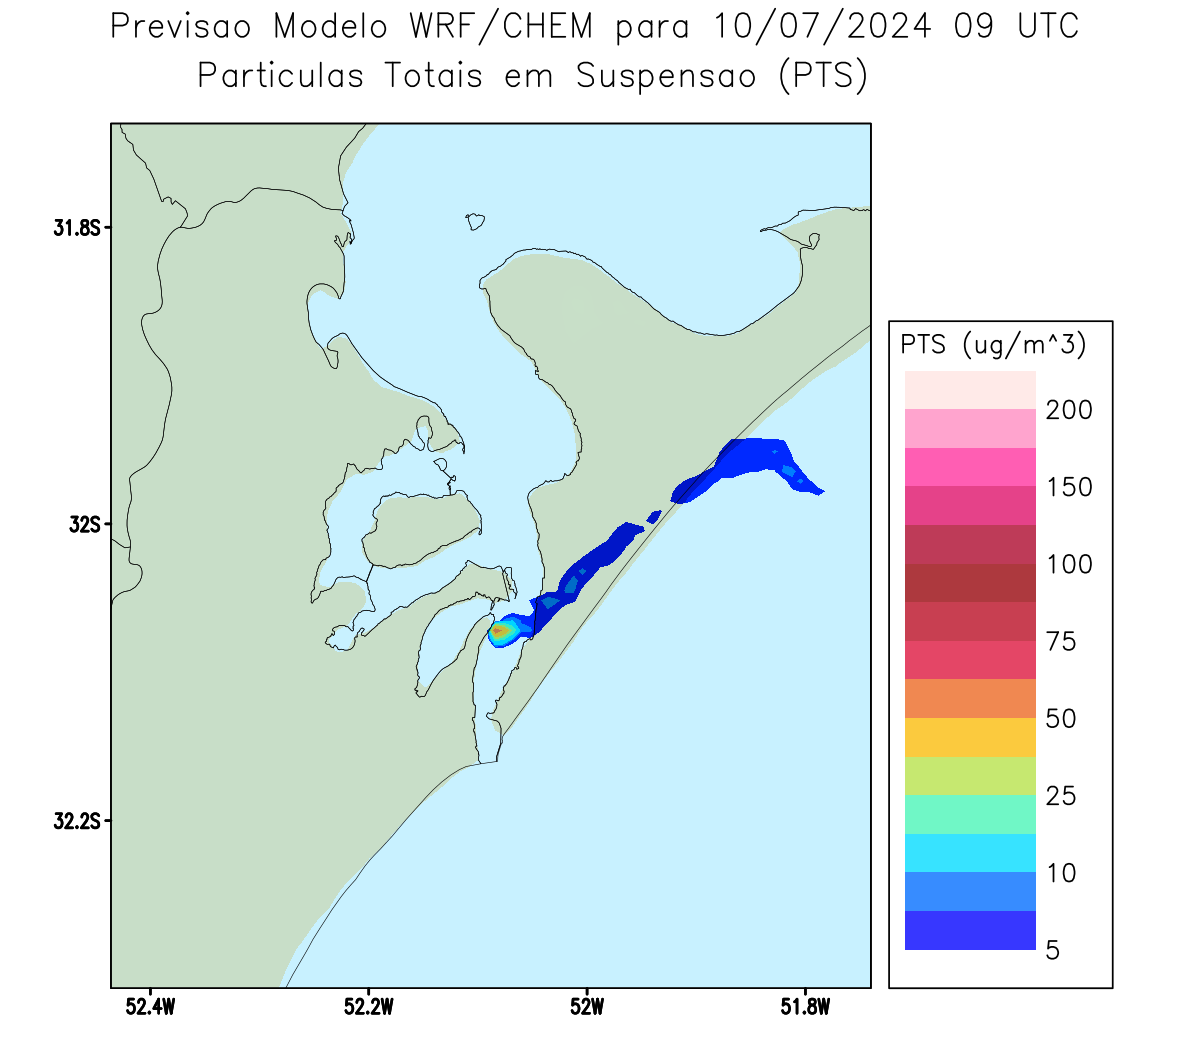 Previsao Modelo WRF/CHEM para 10/07/2024 09 UTC
Particulas Totais em Suspensao (PTS)
31.8S
32S
32.2S
52.4W
52.2W
52W
51.8W
PTS (ug/m^3)
200
150
100
75
50
25
10
5